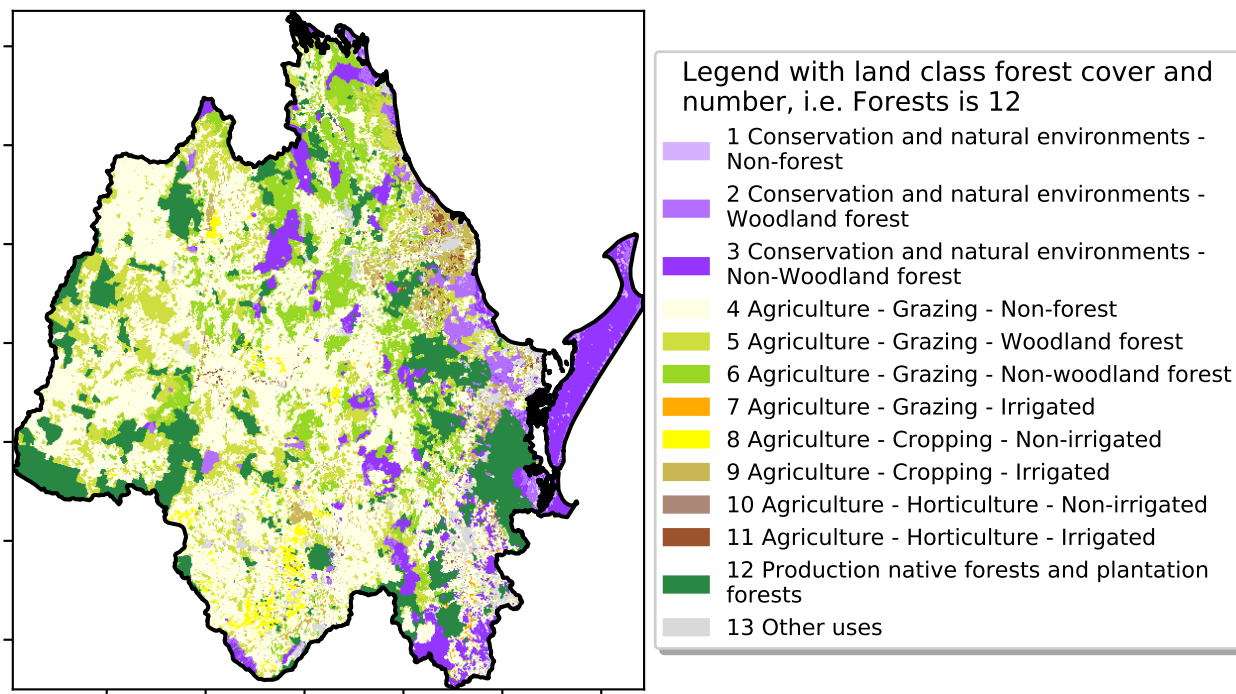 Legend with land class forest cover and
number, i.e. Forests is 12
1 Conservation and natural environments -
Non-forest
2 Conservation and natural environments -
Woodland forest
3 Conservation and natural environments -
Non-Woodland forest
4 Agriculture - Grazing - Non-forest
5 Agriculture - Grazing - Woodland forest
6 Agriculture - Grazing - Non-woodland forest
7 Agriculture - Grazing - Irrigated
8 Agriculture - Cropping - Non-irrigated
9 Agriculture - Cropping - Irrigated
10 Agriculture - Horticulture - Non-irrigated
11 Agriculture - Horticulture - Irrigated
12 Production native forests and plantation
forests
13 Other uses